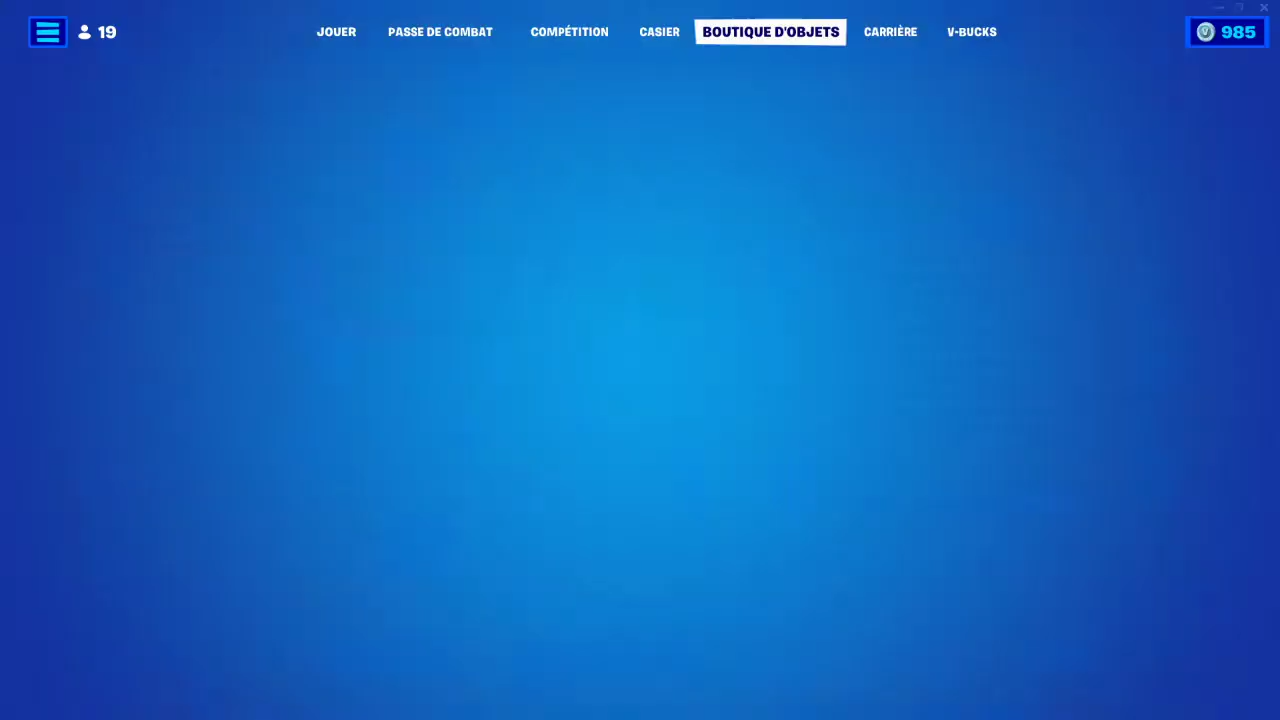 19
JOUER
PASSE DE COMBAT
COMPÉTITION
CASIER
BOUTIQUE D'OBJETS
CARRIÈRE
V-BUCKS
985